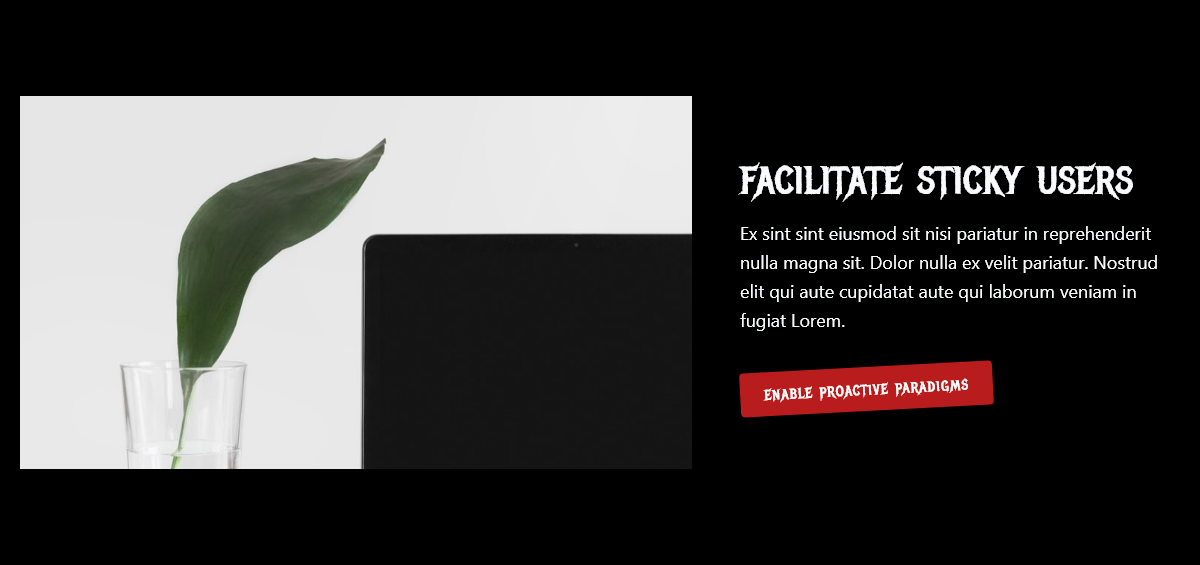 FACILITATE STICKY USERS
Ex sint sint eiusmod sit nisi pariatur in reprehenderit
nulla magna sit. Dolor nulla ex velit pariatur. Nostrud
elit qui aute cupidatat aute qui laborum veniam in
fugiat Lorem.
ENABLE PROACTIVE PARADIGMS